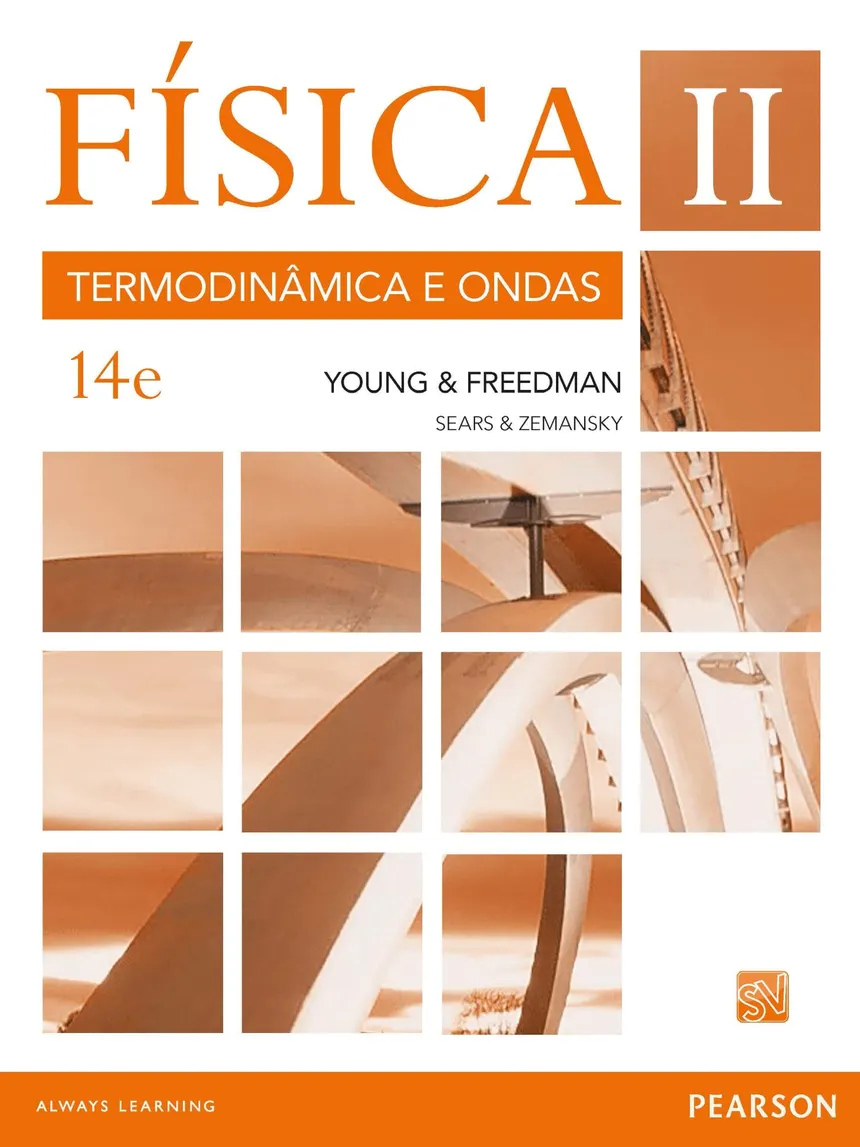 FÍSICA II
TERMODINÂMICA E ONDAS
14e
YOUNG & FREEDMAN
SEARS & ZEMANSKY
SV
ALWAYS LEARNING
PEARSON